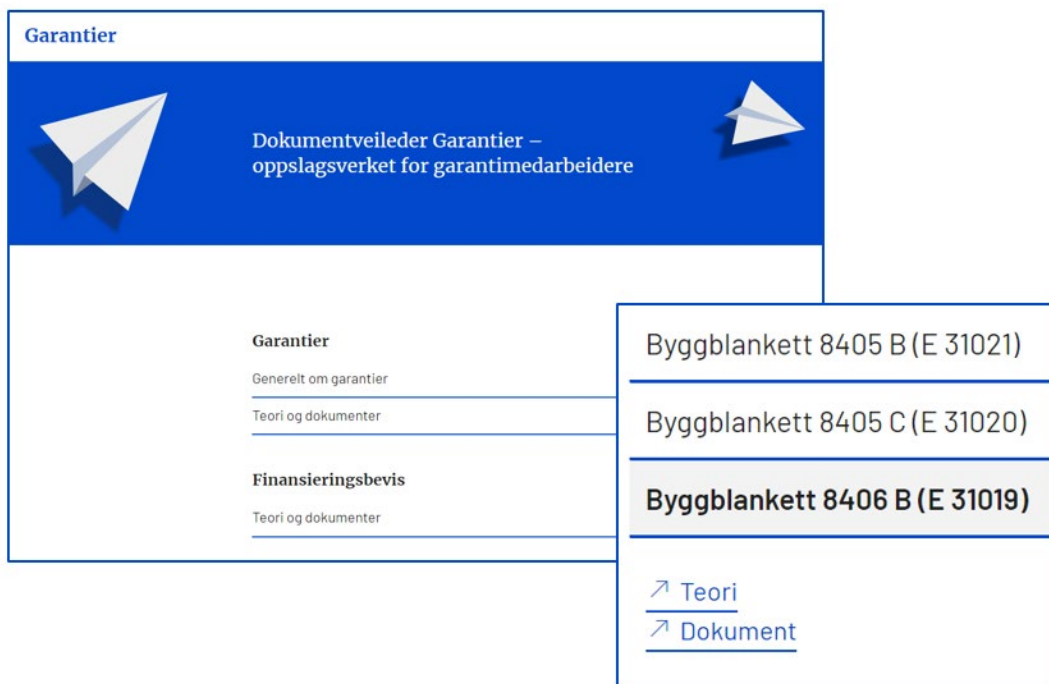 Garantier
Dokumentveileder Garantier –
oppslagsverket for garantimedarbeidere
Garantier
Generelt om garantier
Teori og dokumenter
Finansieringsbevis
Teori og dokumenter
Byggblankett 8405 B (E 31021)
Byggblankett 8405 C (E 31020)
Byggblankett 8406 B (E 31019)
Teori
Dokument